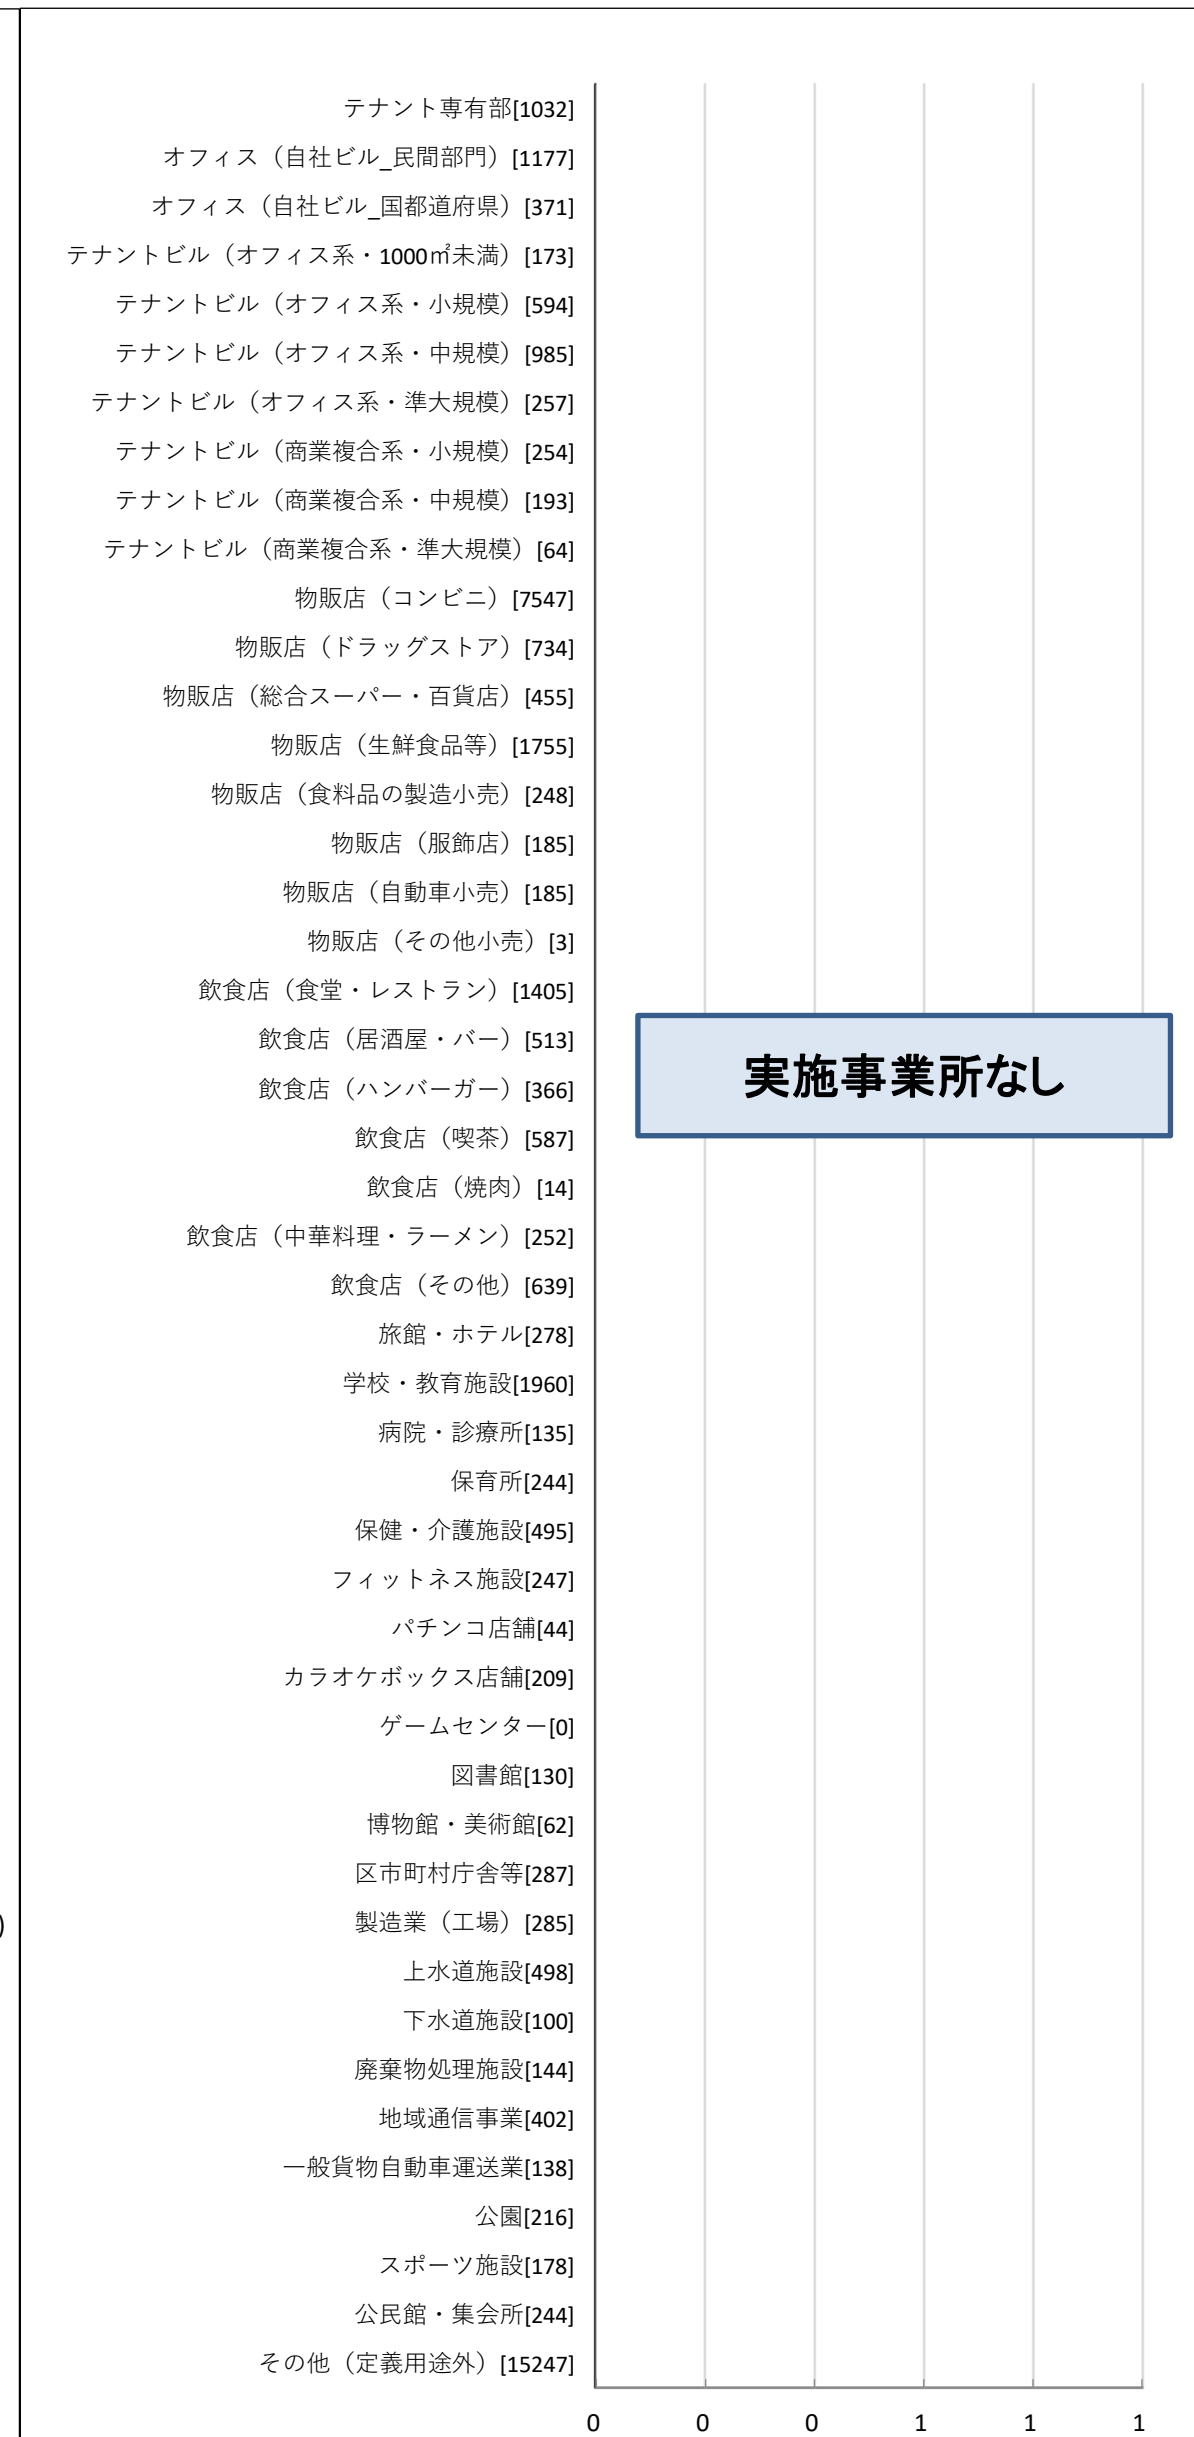 テナント専有部[1032]
オフィス（自社ビル_民間部門）[1177]
オフィス（自社ビル_国都道府県）[371]
テナントビル（オフィス系・1000㎡未満）[173]
テナントビル（オフィス系・小規模）[594]
テナントビル（オフィス系・中規模）[985]
テナントビル（オフィス系・準大規模）[257]
テナントビル（商業複合系・小規模）[254]
テナントビル（商業複合系・中規模）[193]
テナントビル（商業複合系・準大規模）[64]
物販店（コンビニ）[7547]
物販店（ドラッグストア）[734]
物販店（総合スーパー・百貨店）[455]
物販店（生鮮食品等）[1755]
物販店（食料品の製造小売）[248]
物販店（服飾店）[185]
物販店（自動車小売）[185]
物販店（その他小売）[3]
飲食店（食堂・レストラン）[1405]
飲食店（居酒屋・バー）[513]
飲食店（ハンバーガー）[366]
飲食店（喫茶）[587]
飲食店（焼肉）[14]
飲食店（中華料理・ラーメン）[252]
飲食店（その他）[639]
旅館・ホテル[278]
学校・教育施設[1960]
病院・診療所[135]
保育所[244]
保健・介護施設[495]
フィットネス施設[247]
パチンコ店舗[44]
カラオケボックス店舗[209]
ゲームセンター[0]
図書館[130]
博物館・美術館[62]
区市町村庁舎等[287]
製造業（工場）[285]
上水道施設[498]
下水道施設[100]
廃棄物処理施設[144]
地域通信事業[402]
一般貨物自動車運送業[138]
公園[216]
スポーツ施設[178]
公民館・集会所[244]
その他（定義用途外）[15247]
実施事業所なし
0 0 0 1 1 1
)